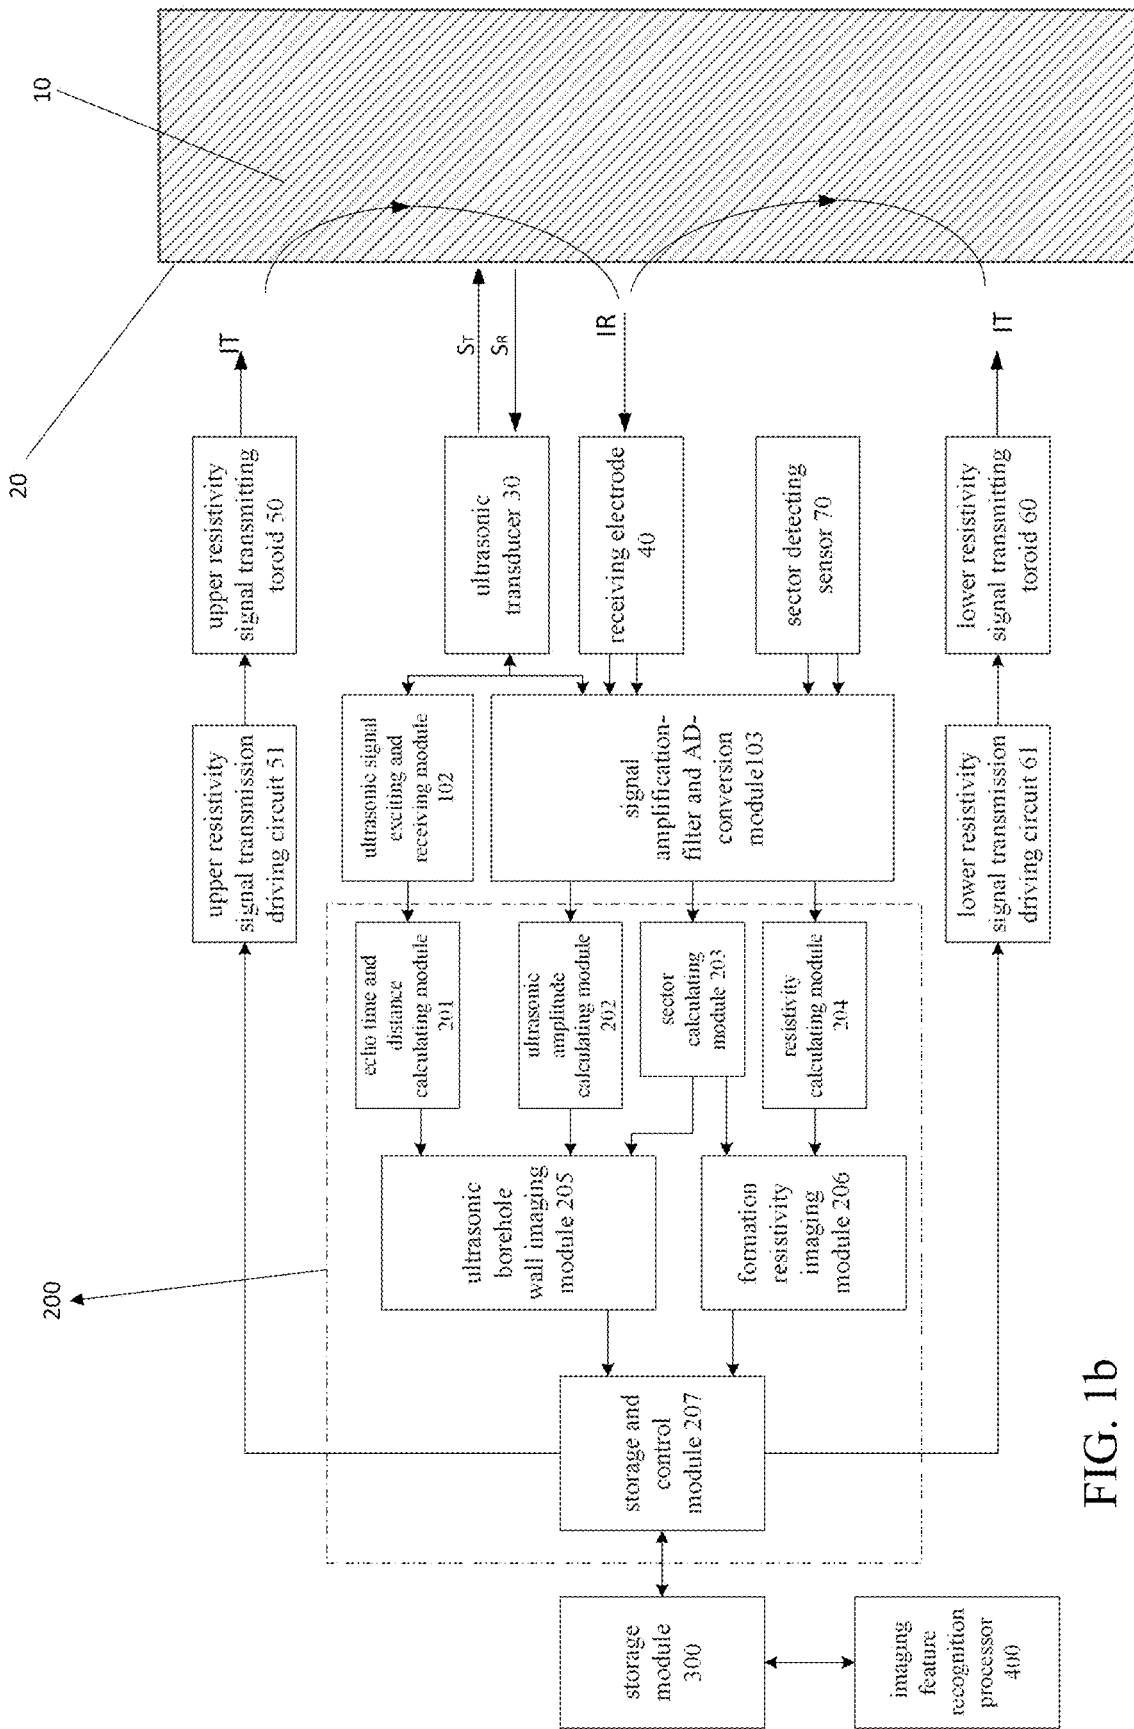 10
20
IT
upper resistivity
signal transmitting
toroid 50
upper resistivity
signal transmission
driving circuit 51
ST
SR
ultrasonic
transducer 30
ultrasonic signal
exciting and
receiving module
102
IR
receiving electrode
40
sector detecting
sensor 70
signal
amplification-
filter and AD-
conversion
module103
IT
lower resistivity
signal transmitting
toroid 60
lower resistivity
signal transmission
driving circuit 61
200
echo time and
distance
calculating module
201
ultrasonic
amplitude
calculating module
202
sector
calculating
module 203
resistivity
calculating module
204
ultrasonic
borehole
wall imaging
module 205
formation
resistivity
imaging
module 206
storage and
control
module 207
storage
module
300
imaging
feature
recognition
processor
400
FIG. 1b